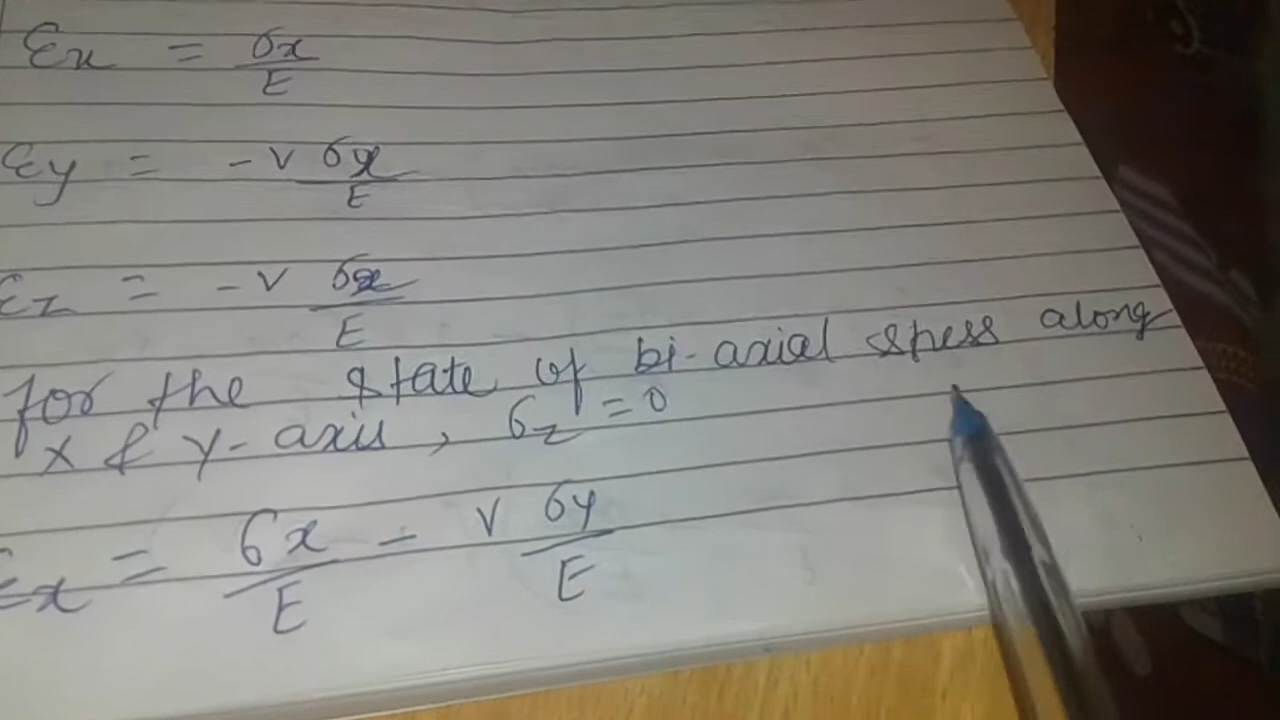 εx = σx/E
εy = -ν σx/E
εz = -ν σx/E
for the state of bi-axial stress along
x & y-axis, σz = 0
εx = σx/E - ν σy/E